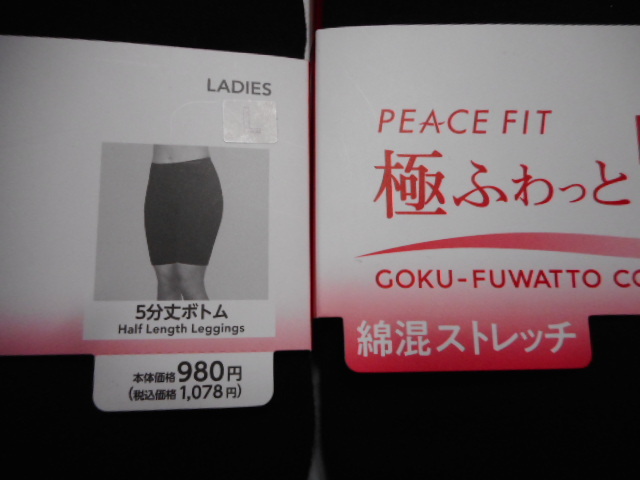 LADIES
L
5分丈ボトム
Half Length Leggings
本体価格 980円
(税込価格 1,078円)
PEACE FIT
極ふわっと
GOKU-FUWATTO CO
綿混ストレッチ